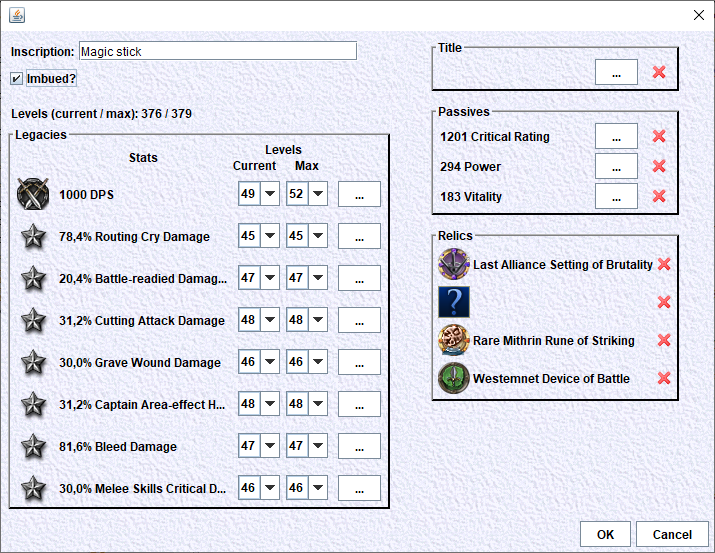 Inscription: Magic stick
Imbued?
Levels (current / max): 376 / 379
Legacies
Stats
Levels
Current Max
1000 DPS 49 52 ...
78,4% Routing Cry Damage 45 45 ...
20,4% Battle-readied Damag... 47 47 ...
31,2% Cutting Attack Damage 48 48 ...
30,0% Grave Wound Damage 46 46 ...
31,2% Captain Area-effect H... 48 48 ...
81,6% Bleed Damage 47 47 ...
30,0% Melee Skills Critical D... 46 46 ...
Title
...
Passives
1201 Critical Rating ...
294 Power ...
183 Vitality ...
Relics
Last Alliance Setting of Brutality
?
Rare Mithrin Rune of Striking
Westemnet Device of Battle
OK Cancel